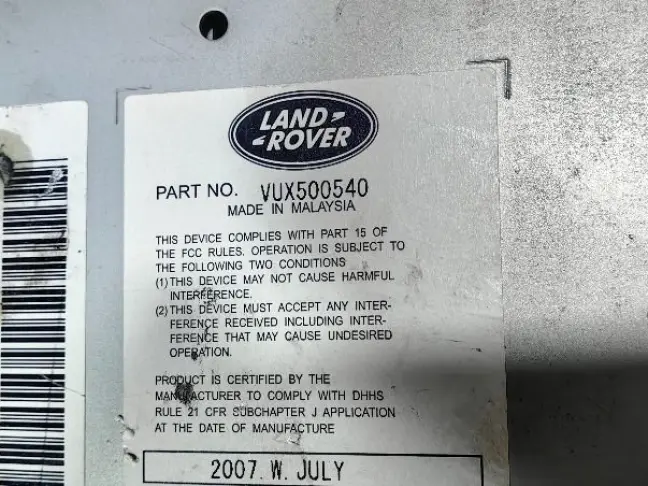 LAND-
-ROVER
PART NO. VUX500540
MADE IN MALAYSIA
THIS DEVICE COMPLIES WITH PART 15 OF
THE FCC RULES. OPERATION IS SUBJECT TO
THE FOLLOWING TWO CONDITIONS
(1) THIS DEVICE MAY NOT CAUSE HARMFUL
INTERFERENCE.
(2) THIS DEVICE MUST ACCEPT ANY INTER-
FERENCE RECEIVED INCLUDING INTER-
FERENCE THAT MAY CAUSE UNDESIRED
OPERATION.
PRODUCT IS CERTIFIED BY THE
MANUFACTURER TO COMPLY WITH DHHS
RULE 21 CFR SUBCHAPTER J APPLICATION
AT THE DATE OF MANUFACTURE
2007. W. JULY